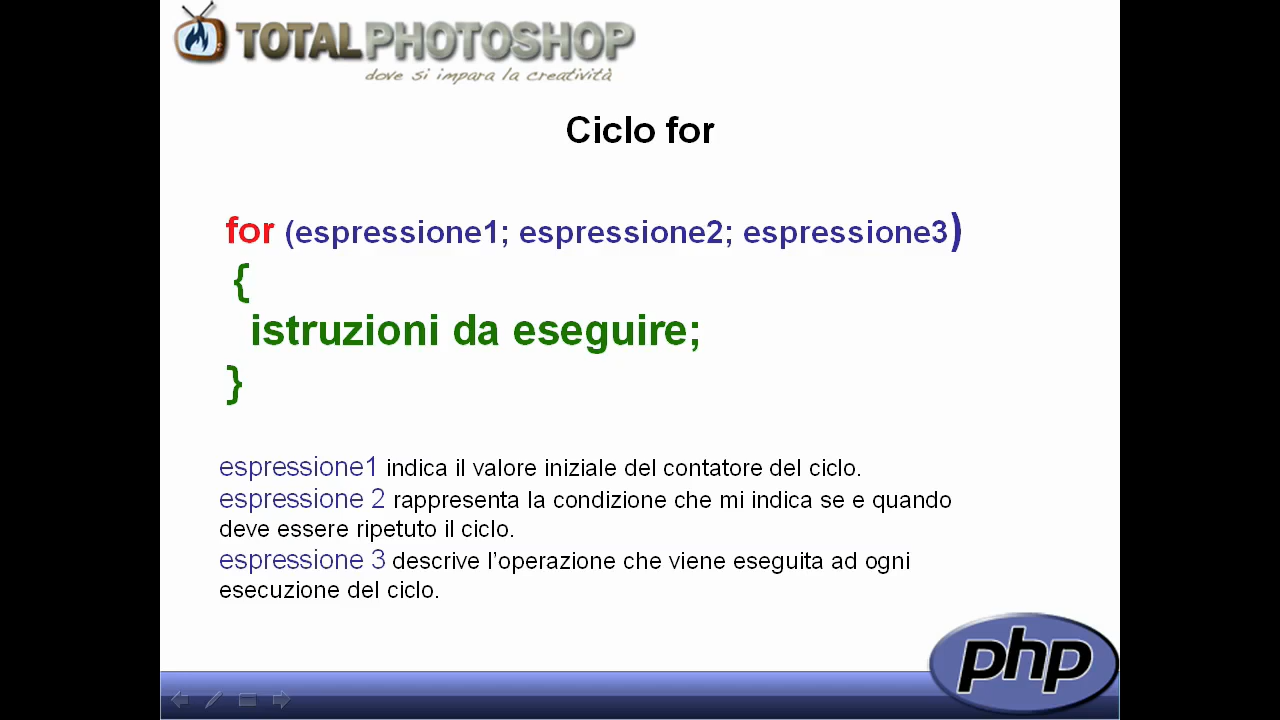 TOTALPHOTOSHOP
dove si impara la creatività
Ciclo for
for (espressione1; espressione2; espressione3)
{
istruzioni da eseguire;
}
espressione1 indica il valore iniziale del contatore del ciclo.
espressione 2 rappresenta la condizione che mi indica se e quando
deve essere ripetuto il ciclo.
espressione 3 descrive l’operazione che viene eseguita ad ogni
esecuzione del ciclo.
php